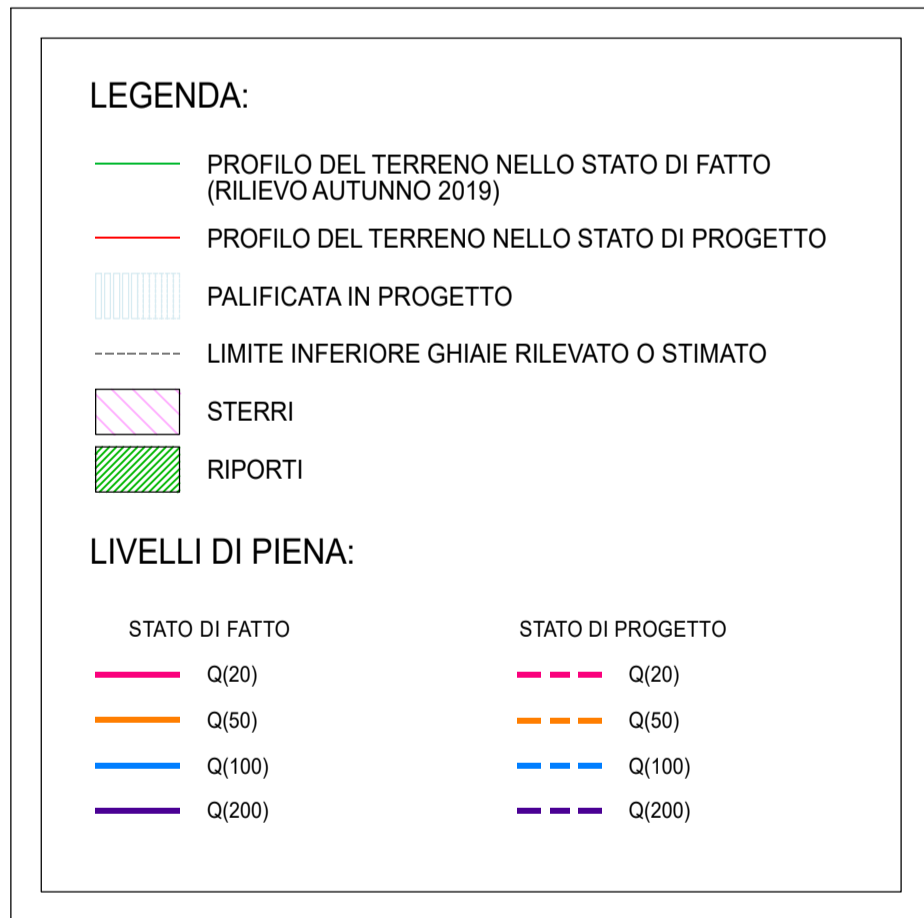 LEGENDA:
PROFILO DEL TERRENO NELLO STATO DI FATTO
(RILIEVO AUTUNNO 2019)
PROFILO DEL TERRENO NELLO STATO DI PROGETTO
PALIFICATA IN PROGETTO
LIMITE INFERIORE GHIAIE RILEVATO O STIMATO
STERRI
RIPORTI
LIVELLI DI PIENA:
STATO DI FATTO
Q(20)
Q(50)
Q(100)
Q(200)
STATO DI PROGETTO
Q(20)
Q(50)
Q(100)
Q(200)